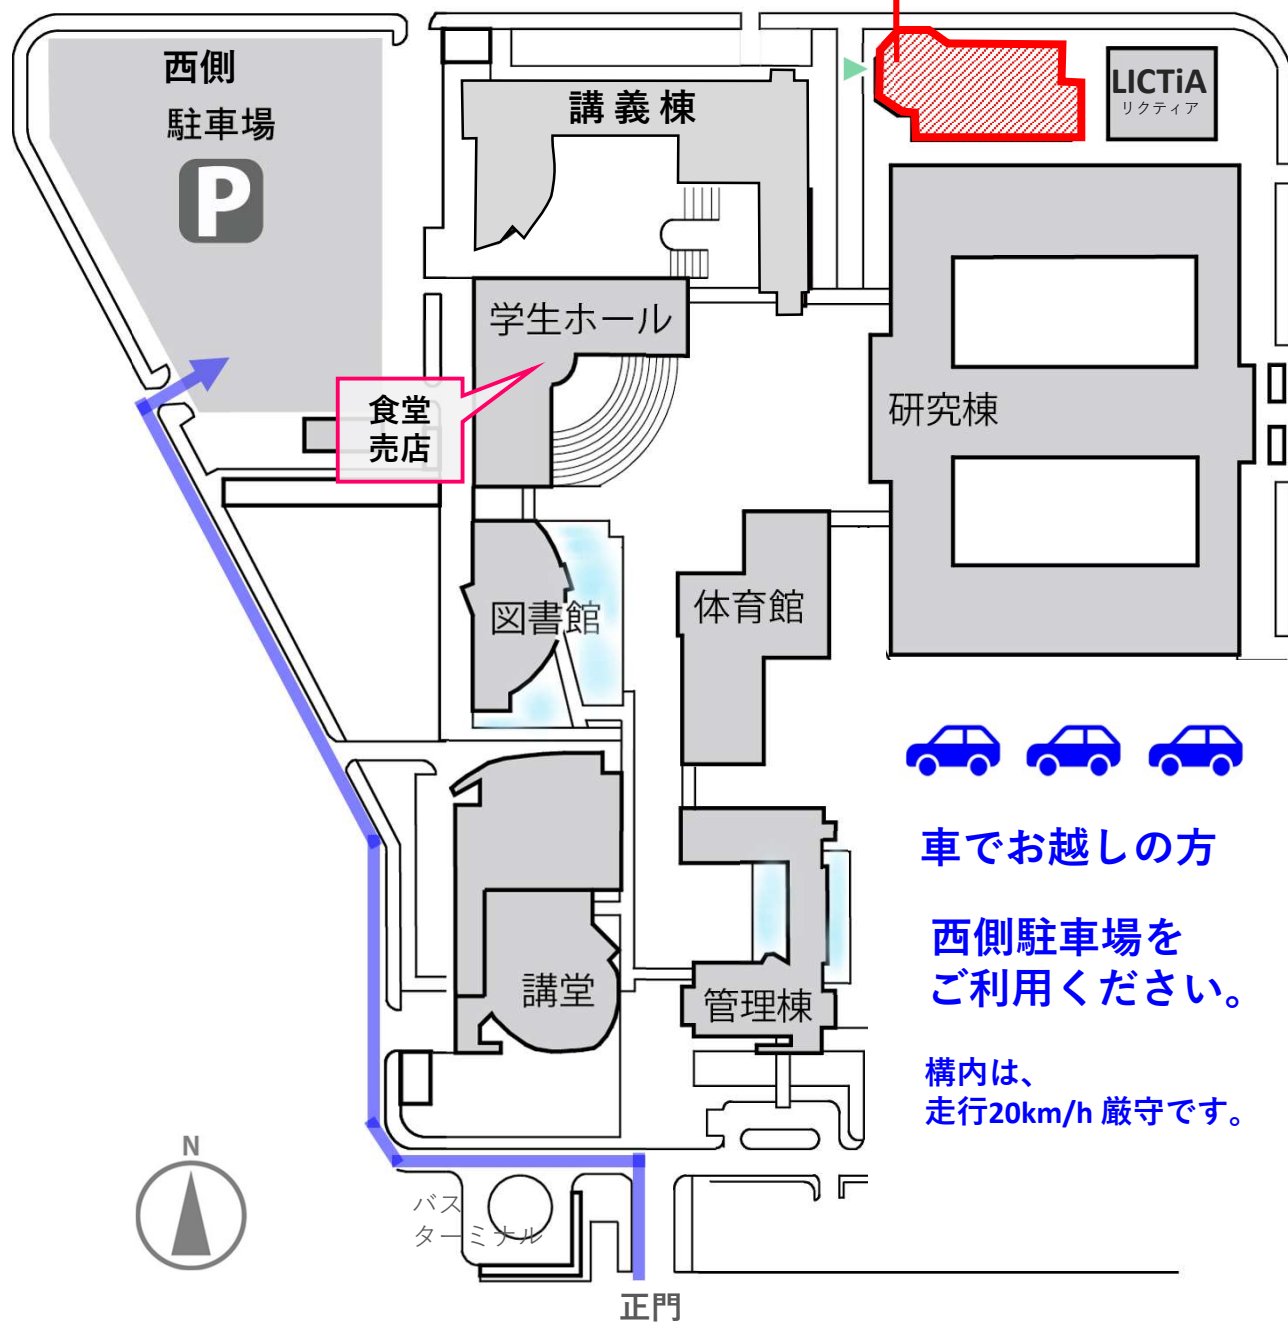 西側
駐車場
P
講義棟
LICTiA
リクティア
学生ホール
食堂
売店
研究棟
図書館
体育館
車でお越しの方
西側駐車場を
ご利用ください。
講堂
管理棟
構内は、
走行20km/h 厳守です。
N
バス
ターミナル
正門